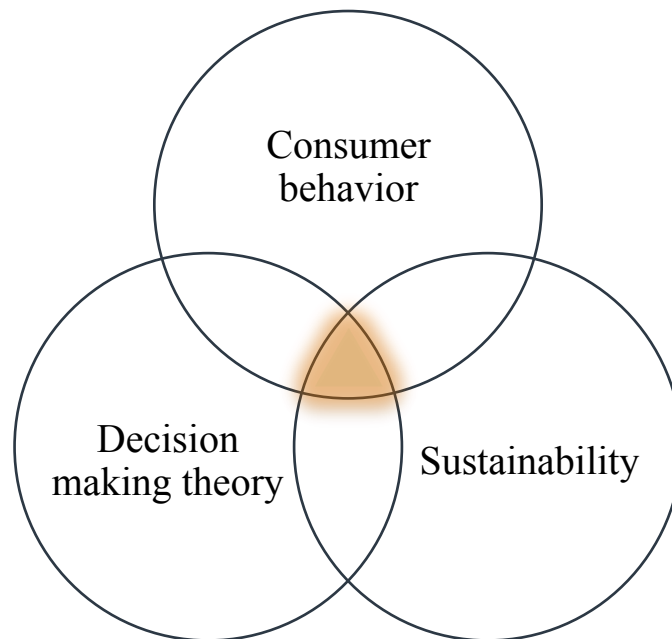 Consumer
behavior
Decision
making theory
Sustainability